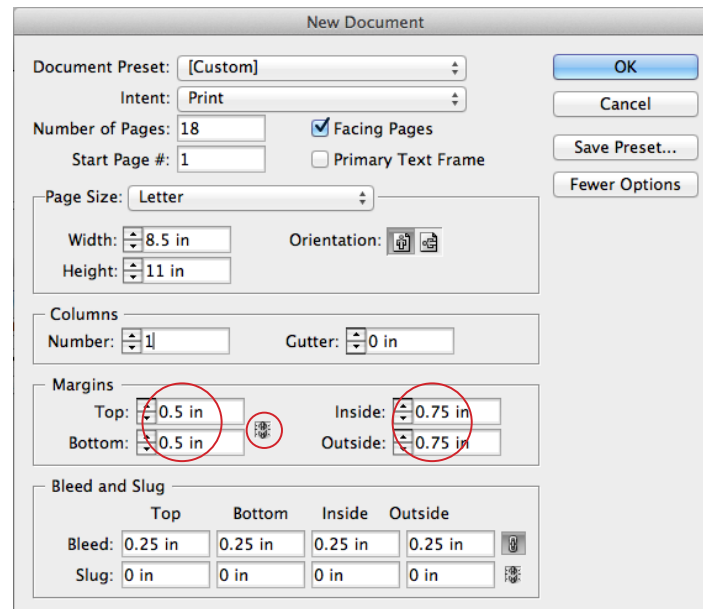 New Document
Document Preset: [Custom]
OK
Intent: Print
Cancel
Number of Pages: 18 Facing Pages
Save Preset...
Start Page #: 1 Primary Text Frame
Fewer Options
Page Size: Letter
Width: 8.5 in Orientation:
Height: 11 in
Columns
Number: 1 Gutter: 0 in
Margins
Top: 0.5 in Inside: 0.75 in
Bottom: 0.5 in Outside: 0.75 in
Bleed and Slug
Top Bottom Inside Outside
Bleed: 0.25 in 0.25 in 0.25 in 0.25 in
Slug: 0 in 0 in 0 in 0 in